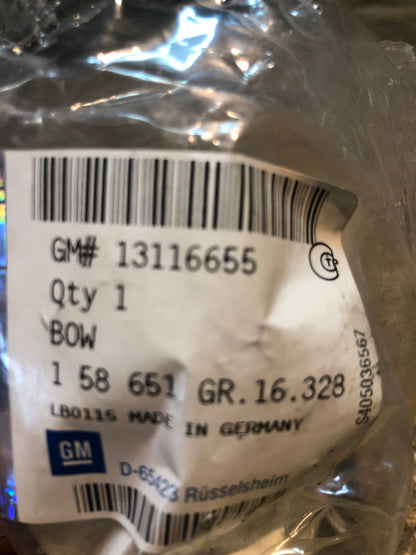 GM# 13116655
TP
Qty 1
BOW
1 58 651 GR.16.328
LB0115 MADE IN GERMANY
GM
D-65423 Rüsselsheim
S405036567